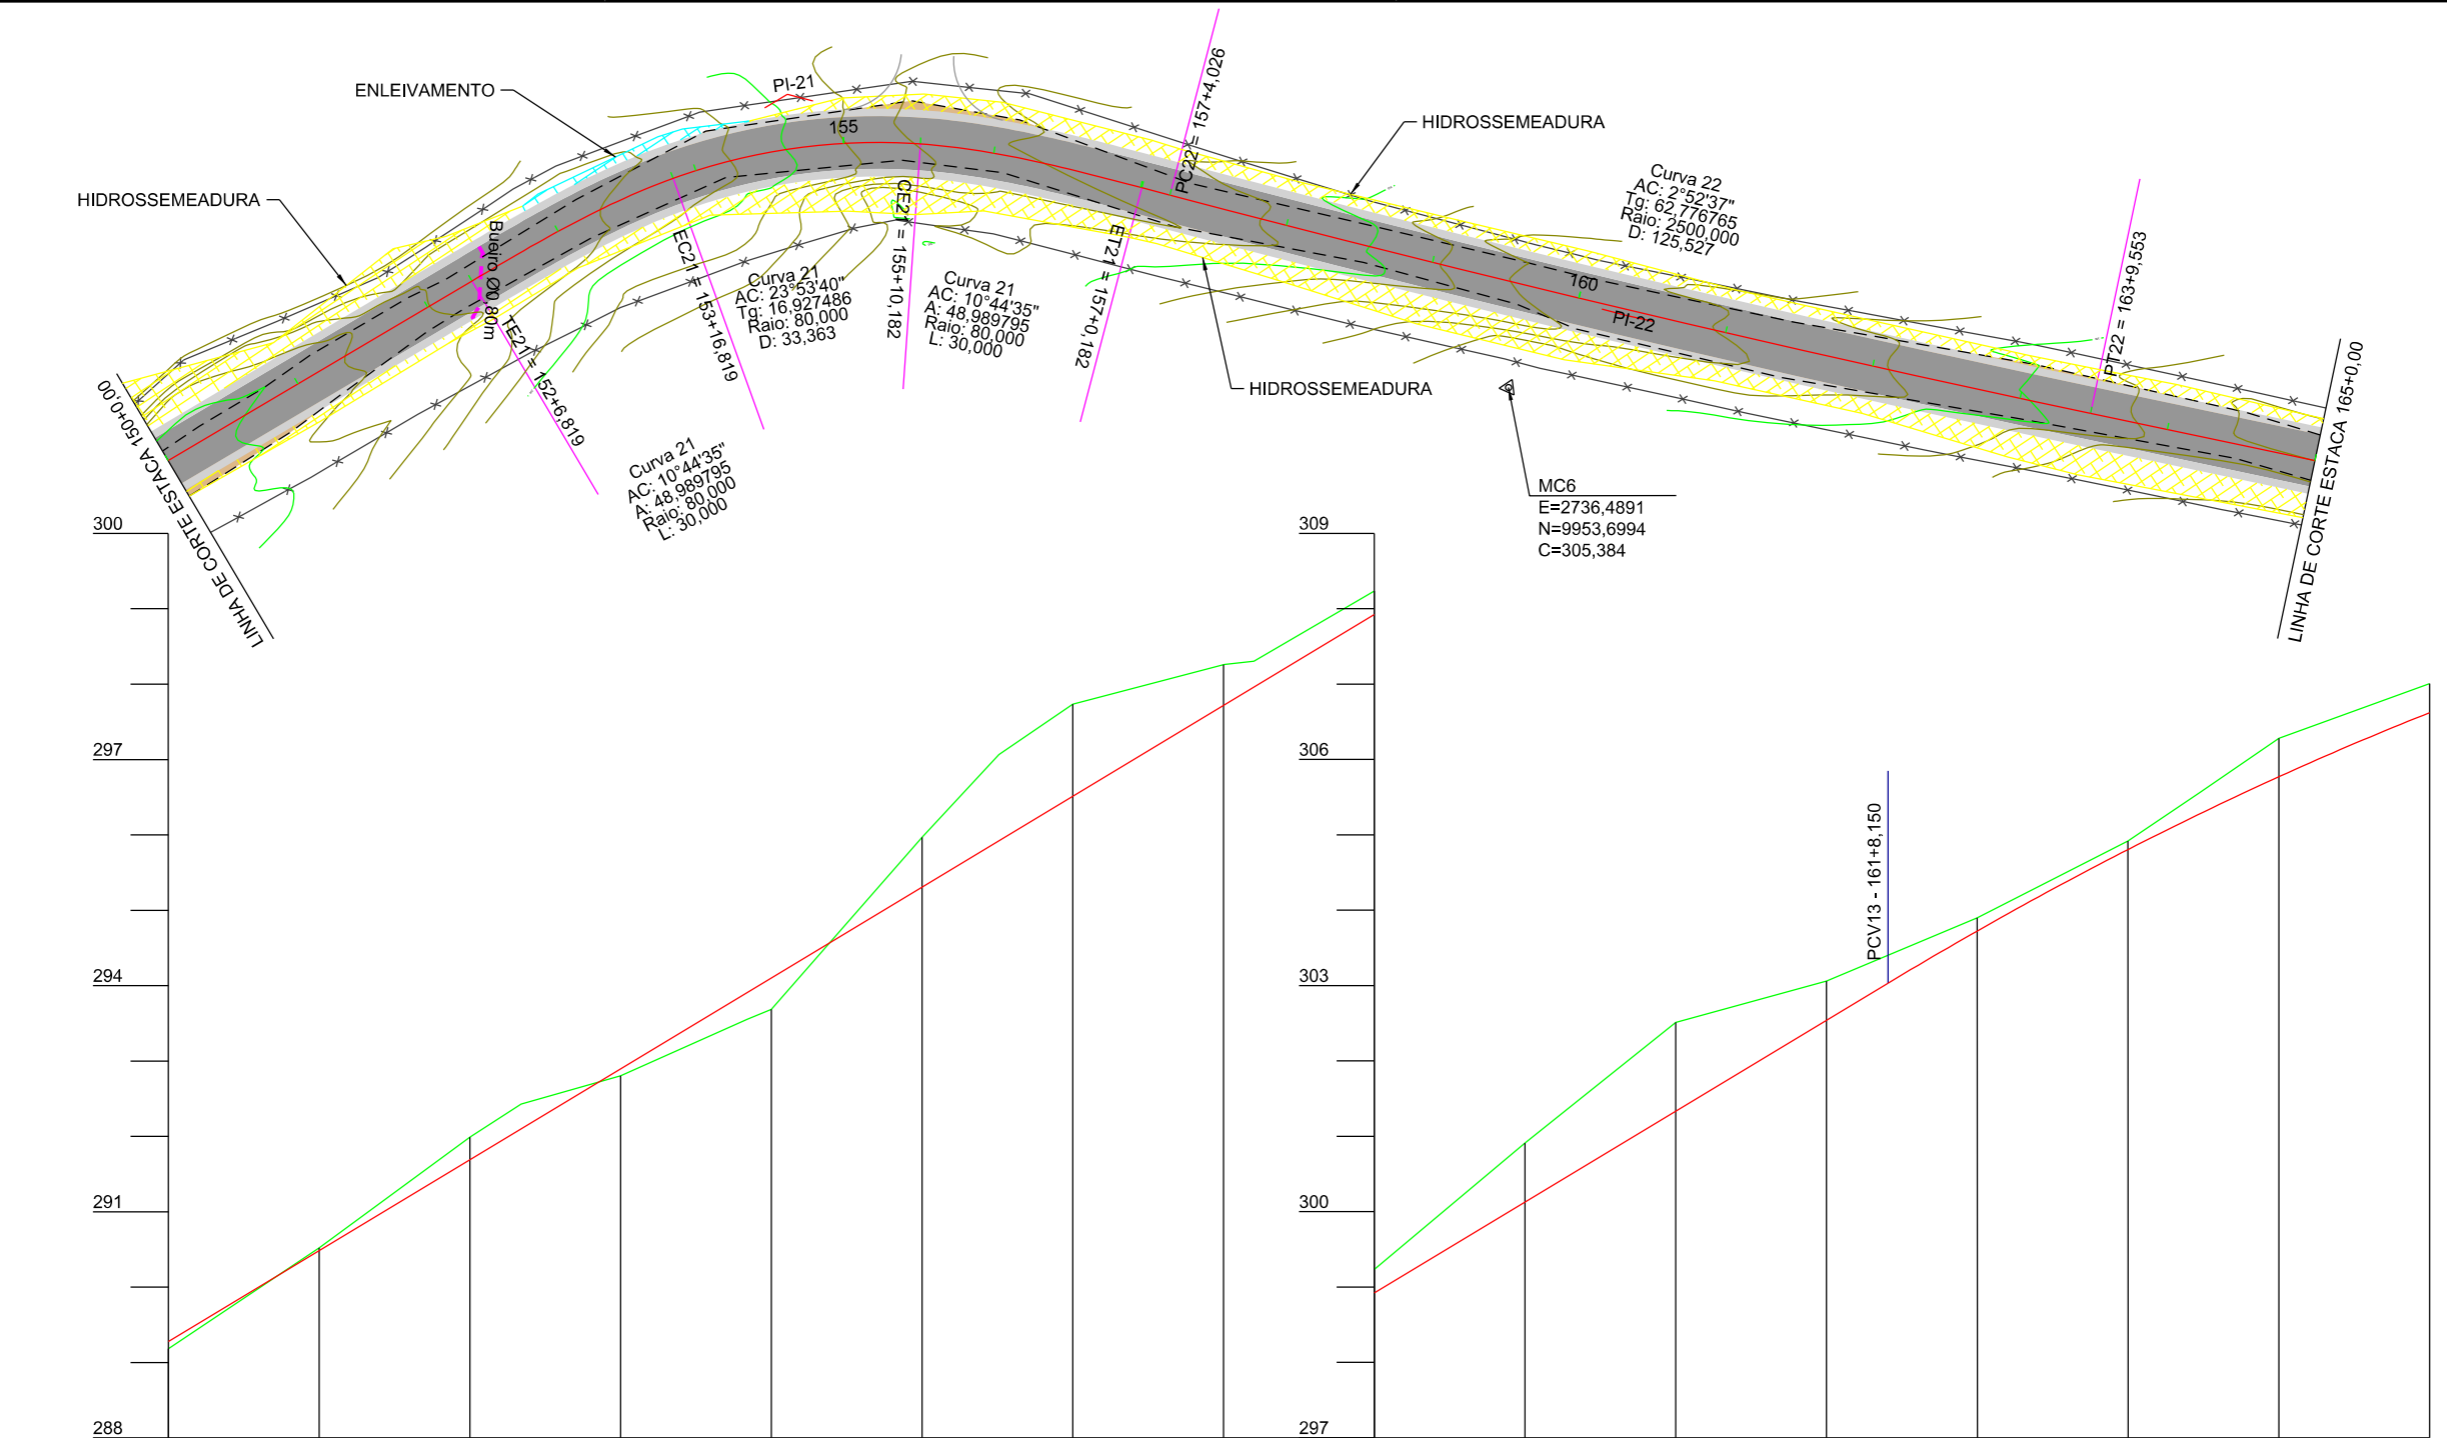 ENLEIVAMENTO
HIDROSSEMEADURA
PI-21
155
PC22 = 157+4,026
HIDROSSEMEADURA
Curva 22
AC: 2°52'37"
Tg: 62,776765
Raio: 2500,000
D: 125,527
Bueiro Ø0,80m
TE21 = 152+6,819
EC21 = 153+16,819
Curva 21
AC: 23°53'40"
Tg: 16,927486
Raio: 80,000
D: 33,363
CE21 = 155+10,182
Curva 21
AC: 10°44'35"
A: 48,989795
Raio: 80,000
L: 30,000
ET21 = 157+0,182
HIDROSSEMEADURA
160
PI-22
PT22 = 163+9,553
LINHA DE CORTE ESTACA 150+0,00
Curva 21
AC: 10°44'35"
A: 48,989795
Raio: 80,000
L: 30,000
MC6
E=2736,4891
N=9953,6994
C=305,384
LINHA DE CORTE ESTACA 165+0,00
300
297
294
291
288
309
306
303
300
297
PCV13 - 161+8,150